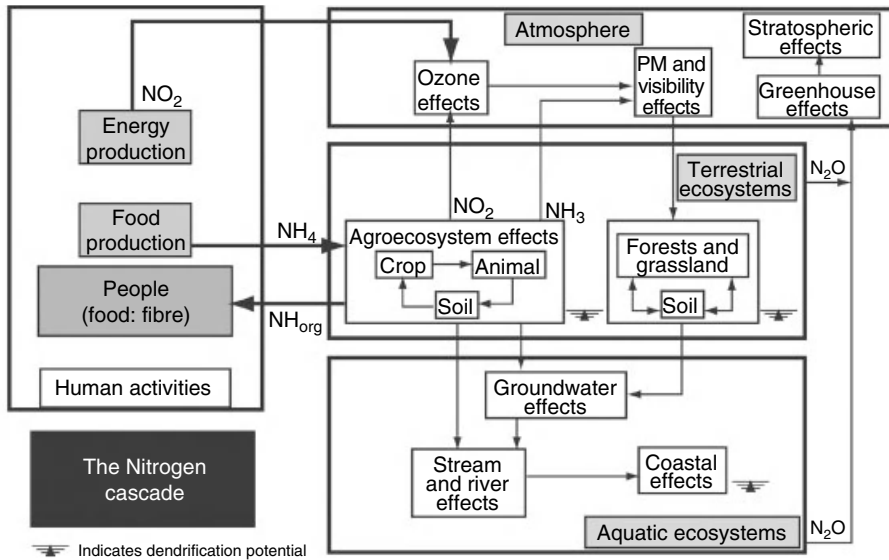 NO2
Energy
production
Food
production
People
(food: fibre)
Human activities
The Nitrogen
cascade
Indicates dendrification potential
NH4
NHorg
Atmosphere
Ozone
effects
PM and
visibility
effects
Stratospheric
effects
Greenhouse
effects
Terrestrial
ecosystems
N2O
NO2
NH3
Agroecosystem effects
Crop
Animal
Soil
Forests and
grassland
Soil
Groundwater
effects
Stream
and river
effects
Coastal
effects
Aquatic ecosystems
N2O